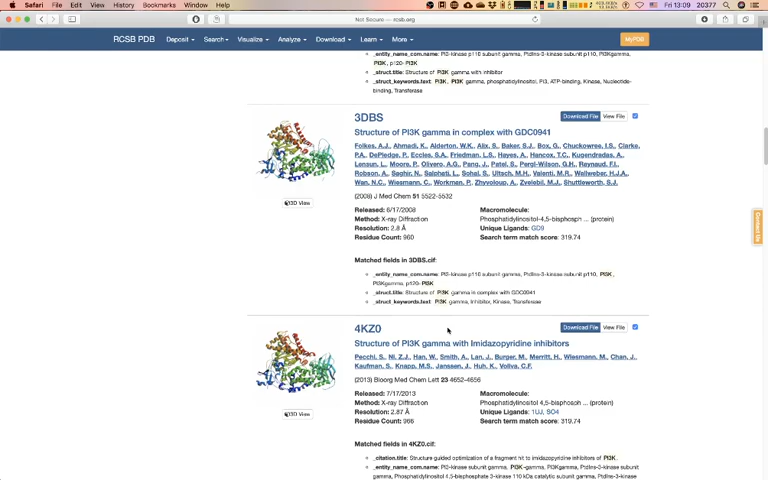 Safari File Edit View History Bookmarks Window Help Fri 13:09 20377
Not Secure — rcsb.org
RCSB PDB Deposit Search Visualize Analyze Download Learn More MyPDB
_entity_name_com.name: PI3-kinase p110 subunit gamma, PtdIns-3-kinase subunit p110, PI3Kgamma,
PI3K, p120-PI3K
_struct.title: Structure of PI3K gamma with inhibitor
_struct_keywords.text: PI3K, PI3K gamma, phosphatidylinositol, PI3, ATP-binding, Kinase, Nucleotide-
binding, Transferase
3DBS Download File View File
Structure of PI3K gamma in complex with GDC0941
Folkes, A.J., Ahmadi, K., Alderton, W.K., Alix, S., Baker, S.J., Box, G., Chuckowree, I.S., Clarke,
P.A., DePledge, P., Eccles, S.A., Friedman, L.S., Hayes, A., Hancox, T.C., Kugendradas, A.,
Lensun, L., Moore, P., Olivero, A.G., Pang, J., Patel, S., Pergl-Wilson, G.H., Raynaud, F.I.,
Robson, A., Saghir, N., Salphati, L., Sohal, S., Ultsch, M.H., Valenti, M.R., Wallweber, H.J.A.,
Wan, N.C., Wiesmann, C., Workman, P., Zhyvoloup, A., Zvelebil, M.J., Shuttleworth, S.J.
(2008) J Med Chem 51 5522-5532
3D View
Released: 6/17/2008
Method: X-ray Diffraction
Resolution: 2.8 Å
Residue Count: 960
Macromolecule:
Phosphatidylinositol-4,5-bisphosph ... (protein)
Unique Ligands: GD9
Search term match score: 319.74
Matched fields in 3DBS.cif:
_entity_name_com.name: PI3-kinase p110 subunit gamma, PtdIns-3-kinase subunit p110, PI3K,
PI3Kgamma, p120-PI3K
_struct.title: Structure of PI3K gamma in complex with GDC0941
_struct_keywords.text: PI3K gamma, Inhibitor, Kinase, Transferase
Contact Us
4KZ0 Download File View File
Structure of PI3K gamma with Imidazopyridine inhibitors
Pecchi, S., Ni, Z.J., Han, W., Smith, A., Lan, J., Burger, M., Merritt, H., Wiesmann, M., Chan, J.,
Kaufman, S., Knapp, M.S., Janssen, J., Huh, K., Voliva, C.F.
(2013) Bioorg Med Chem Lett 23 4652-4656
3D View
Released: 7/17/2013
Method: X-ray Diffraction
Resolution: 2.87 Å
Residue Count: 966
Macromolecule:
Phosphatidylinositol 4,5-bisphosph ... (protein)
Unique Ligands: 1UJ, SO4
Search term match score: 319.74
Matched fields in 4KZ0.cif:
_citation.title: Structure guided optimization of a fragment hit to imidazopyridine inhibitors of PI3K.
_entity_name_com.name: PI3-kinase subunit gamma, PI3K-gamma, PI3Kgamma, PtdIns-3-kinase subunit
gamma, Phosphatidylinositol 4,5-bisphosphate 3-kinase 110 kDa catalytic subunit gamma, PtdIns-3-kinase